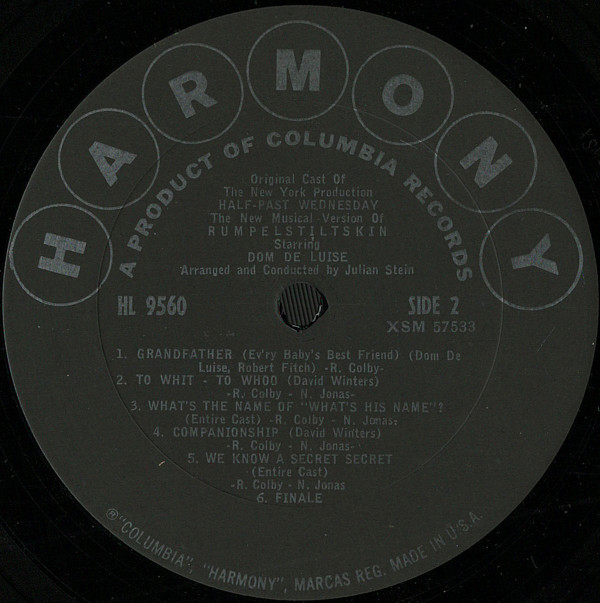 HARMONY
A PRODUCT OF COLUMBIA RECORDS
Original Cast Of
The New York Production
HALF-PAST WEDNESDAY
The New Musical Version Of
RUMPELSTILTSKIN
Starring
DOM DE LUISE
Arranged and Conducted by Julian Stein
HL 9560
SIDE 2
XSM 57533
1. GRANDFATHER (Ev'ry Baby's Best Friend) (Dom De
Luise, Robert Fitch) -R. Colby-
2. TO WHIT - TO WHOO (David Winters)
-R. Colby - N. Jonas-
3. WHAT'S THE NAME OF "WHAT'S HIS NAME"?
(Entire Cast) -R. Colby - N. Jonas-
4. COMPANIONSHIP (David Winters)
-R. Colby - N. Jonas-
5. WE KNOW A SECRET SECRET
(Entire Cast)
-R. Colby - N. Jonas
6. FINALE
® "COLUMBIA", "HARMONY", MARCAS REG. MADE IN U.S.A.